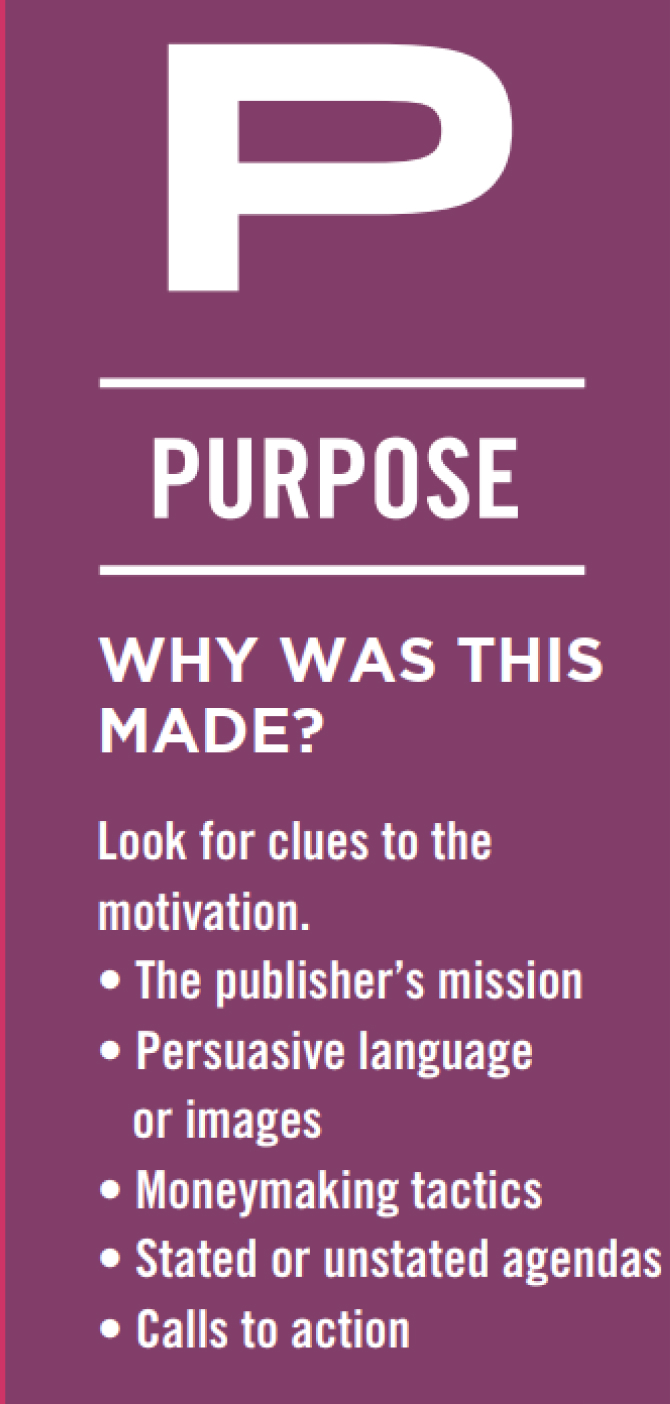 P
PURPOSE
WHY WAS THIS
MADE?
Look for clues to the
motivation.
• The publisher’s mission
• Persuasive language
or images
• Moneymaking tactics
• Stated or unstated agendas
• Calls to action